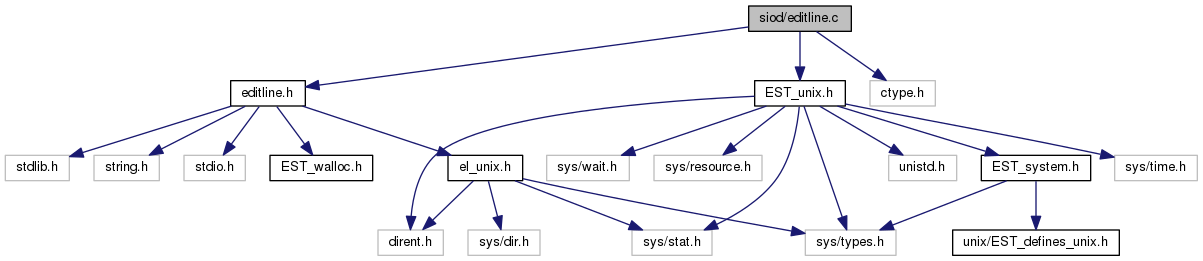 siod/editline.c
editline.h
EST_unix.h
ctype.h
stdlib.h
string.h
stdio.h
EST_walloc.h
el_unix.h
sys/wait.h
sys/resource.h
unistd.h
EST_system.h
sys/time.h
dirent.h
sys/dir.h
sys/stat.h
sys/types.h
unix/EST_defines_unix.h